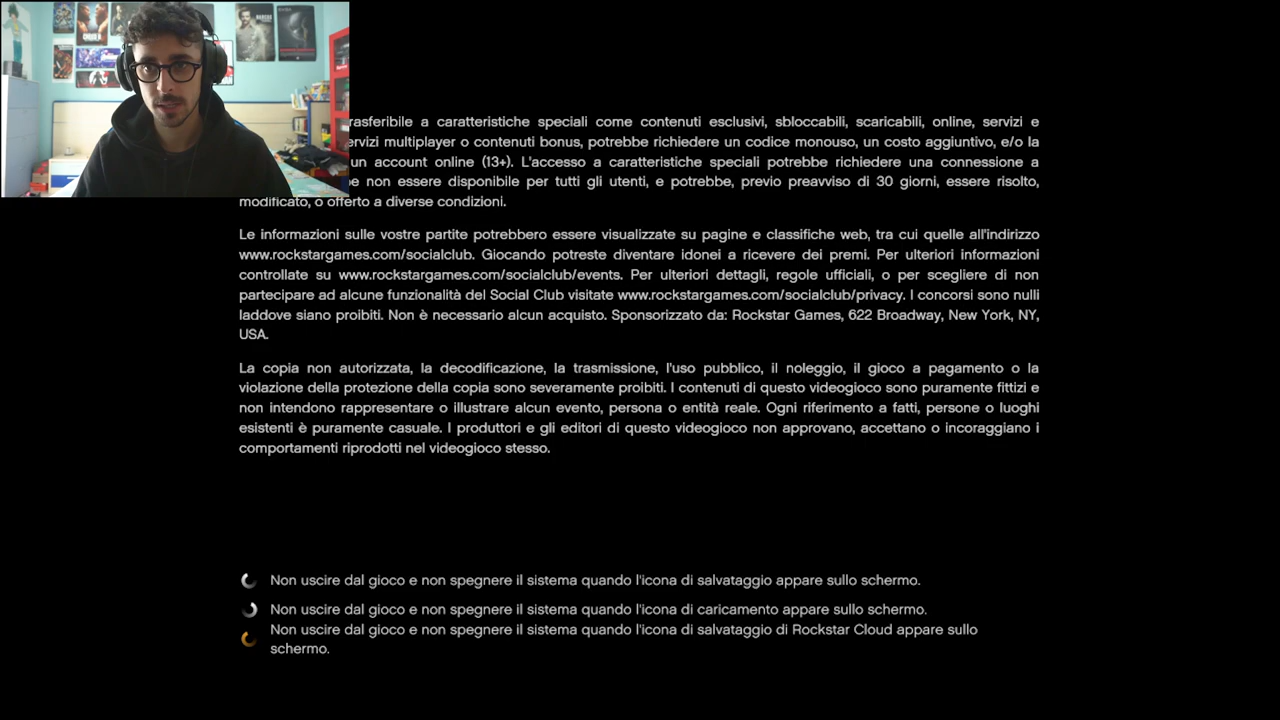 rasferibile a caratteristiche speciali come contenuti esclusivi, sbloccabili, scaricabili, online, servizi e
ervizi multiplayer o contenuti bonus, potrebbe richiedere un codice monouso, un costo aggiuntivo, e/o la
un account online (13+). L'accesso a caratteristiche speciali potrebbe richiedere una connessione a
e non essere disponibile per tutti gli utenti, e potrebbe, previo preavviso di 30 giorni, essere risolto,
modificato, o offerto a diverse condizioni.
Le informazioni sulle vostre partite potrebbero essere visualizzate su pagine e classifiche web, tra cui quelle all'indirizzo
www.rockstargames.com/socialclub. Giocando potreste diventare idonei a ricevere dei premi. Per ulteriori informazioni
controllate su www.rockstargames.com/socialclub/events. Per ulteriori dettagli, regole ufficiali, o per scegliere di non
partecipare ad alcune funzionalità del Social Club visitate www.rockstargames.com/socialclub/privacy. I concorsi sono nulli
laddove siano proibiti. Non è necessario alcun acquisto. Sponsorizzato da: Rockstar Games, 622 Broadway, New York, NY,
USA.
La copia non autorizzata, la decodificazione, la trasmissione, l'uso pubblico, il noleggio, il gioco a pagamento o la
violazione della protezione della copia sono severamente proibiti. I contenuti di questo videogioco sono puramente fittizi e
non intendono rappresentare o illustrare alcun evento, persona o entità reale. Ogni riferimento a fatti, persone o luoghi
esistenti è puramente casuale. I produttori e gli editori di questo videogioco non approvano, accettano o incoraggiano i
comportamenti riprodotti nel videogioco stesso.
Non uscire dal gioco e non spegnere il sistema quando l'icona di salvataggio appare sullo schermo.
Non uscire dal gioco e non spegnere il sistema quando l'icona di caricamento appare sullo schermo.
Non uscire dal gioco e non spegnere il sistema quando l'icona di salvataggio di Rockstar Cloud appare sullo
schermo.